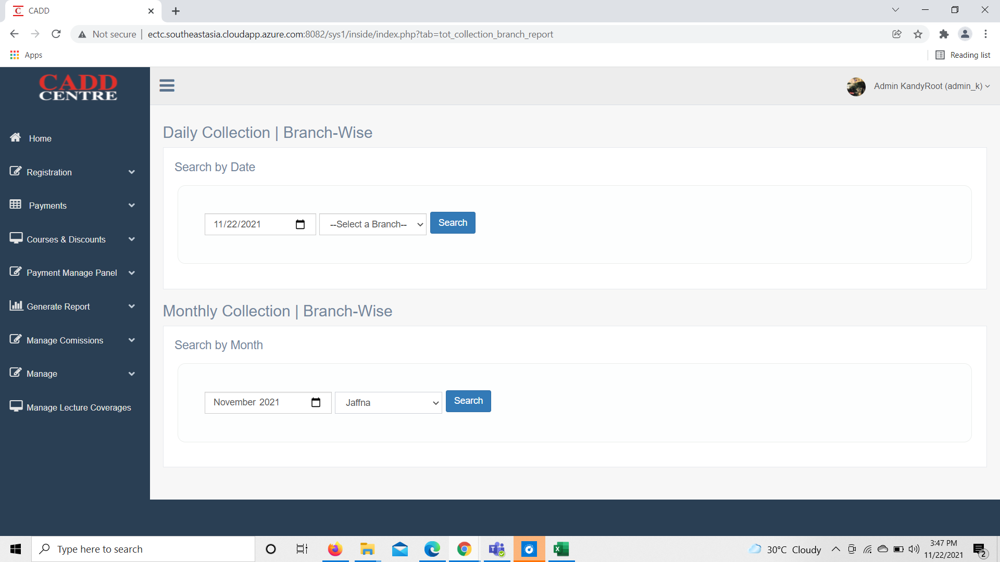 CADD
Not secure
ectc.southeastasia.cloudapp.azure.com:8082/sys1/inside/index.php?tab=tot_collection_branch_report
Apps
Reading list
CADD
CENTRE
Admin KandyRoot (admin_k)
Home
Registration
Payments
Courses & Discounts
Payment Manage Panel
Generate Report
Manage Comissions
Manage
Manage Lecture Coverages
Daily Collection | Branch-Wise
Search by Date
11/22/2021
--Select a Branch--
Search
Monthly Collection | Branch-Wise
Search by Month
November 2021
Jaffna
Search
Type here to search
30°C Cloudy
3:47 PM
11/22/2021
2